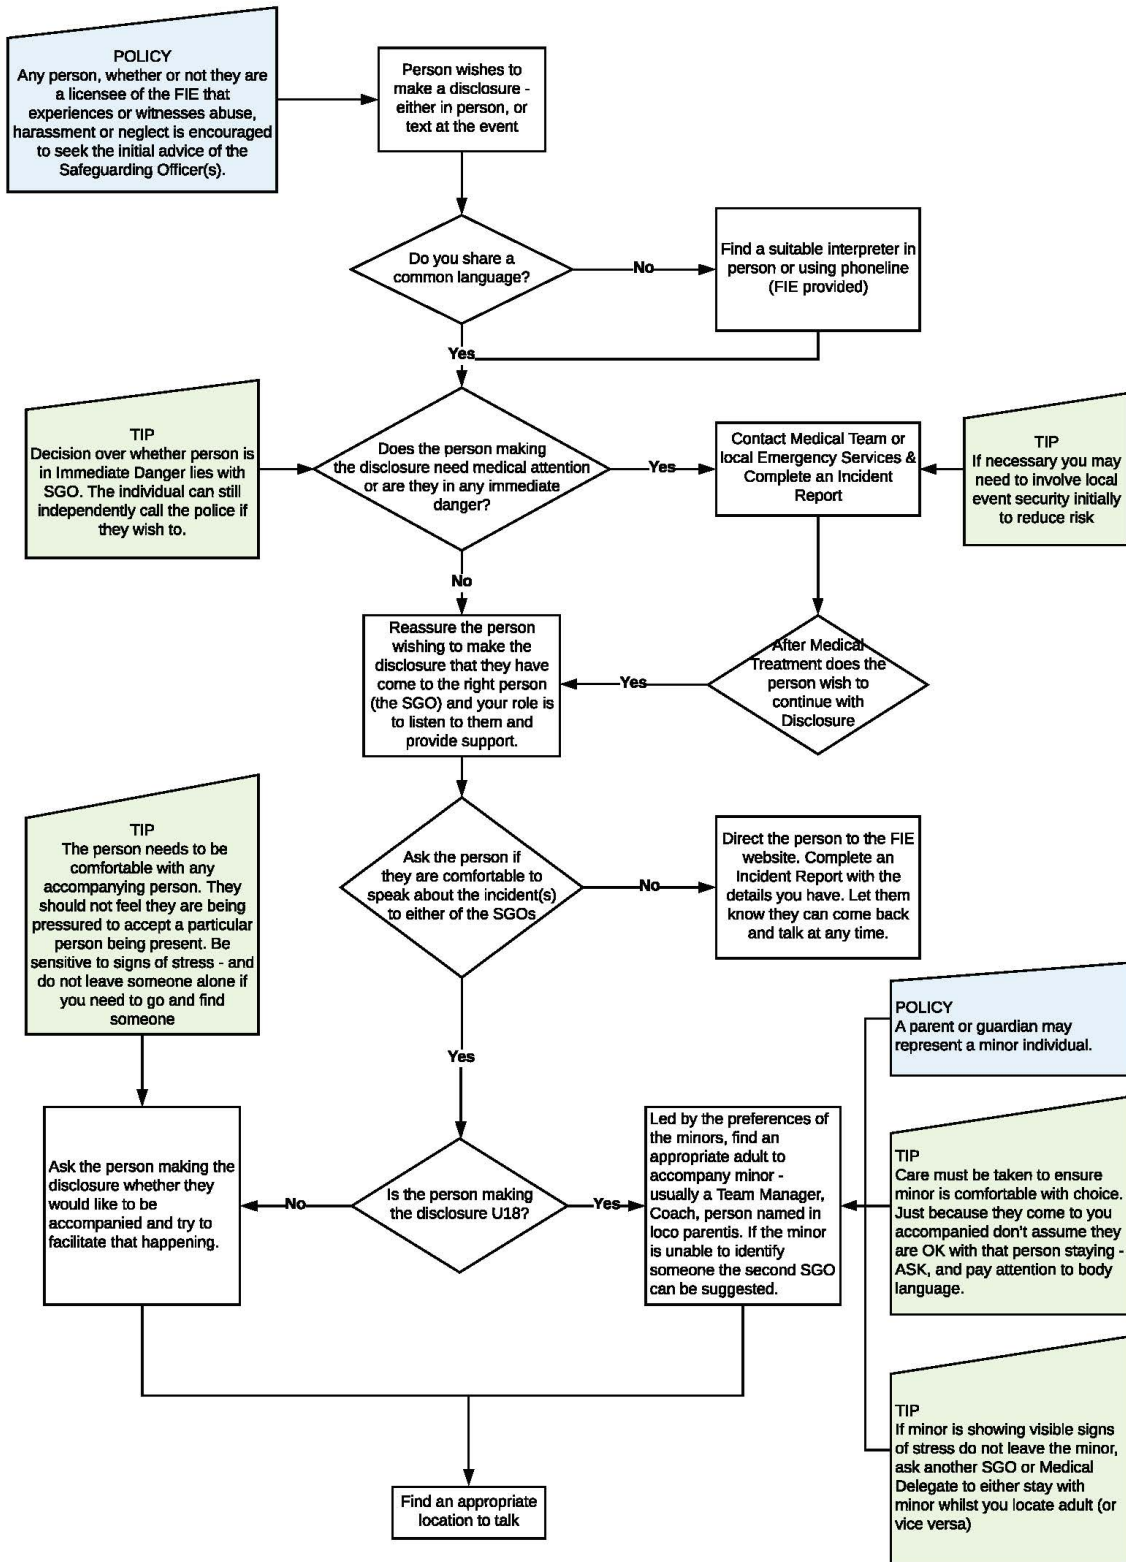 POLICY
Any person, whether or not they are
a licensee of the FIE that
experiences or witnesses abuse,
harassment or neglect is encouraged
to seek the initial advice of the
Safeguarding Officer(s).
Person wishes to
make a disclosure -
either in person, or
text at the event
Do you share a
common language?
No
Find a suitable interpreter in
person or using phoneline
(FIE provided)
Yes
TIP
Decision over whether person is
in Immediate Danger lies with
SGO. The individual can still
independently call the police if
they wish to.
Does the person making
the disclosure need medical attention
or are they in any immediate
danger?
Yes
Contact Medical Team or
local Emergency Services &
Complete an Incident
Report
TIP
If necessary you may
need to involve local
event security initially
to reduce risk
No
Reassure the person
wishing to make the
disclosure that they have
come to the right person
(the SGO) and your role is
to listen to them and
provide support.
Yes
After Medical
Treatment does the
person wish to
continue with
Disclosure
TIP
The person needs to be
comfortable with any
accompanying person. They
should not feel they are being
pressured to accept a particular
person being present. Be
sensitive to signs of stress - and
do not leave someone alone if
you need to go and find
someone
Ask the person if
they are comfortable to
speak about the incident(s)
to either of the SGOs
No
Direct the person to the FIE
website. Complete an
Incident Report with the
details you have. Let them
know they can come back
and talk at any time.
Yes
POLICY
A parent or guardian may
represent a minor individual.
Ask the person making the
disclosure whether they
would like to be
accompanied and try to
facilitate that happening.
No
Is the person making
the disclosure U18?
Yes
Led by the preferences of
the minors, find an
appropriate adult to
accompany minor -
usually a Team Manager,
Coach, person named in
loco parentis. If the minor
is unable to identify
someone the second SGO
can be suggested.
TIP
Care must be taken to ensure
minor is comfortable with choice.
Just because they come to you
accompanied don't assume they
are OK with that person staying -
ASK, and pay attention to body
language.
TIP
If minor is showing visible signs
of stress do not leave the minor,
ask another SGO or Medical
Delegate to either stay with
minor whilst you locate adult (or
vice versa)
Find an appropriate
location to talk